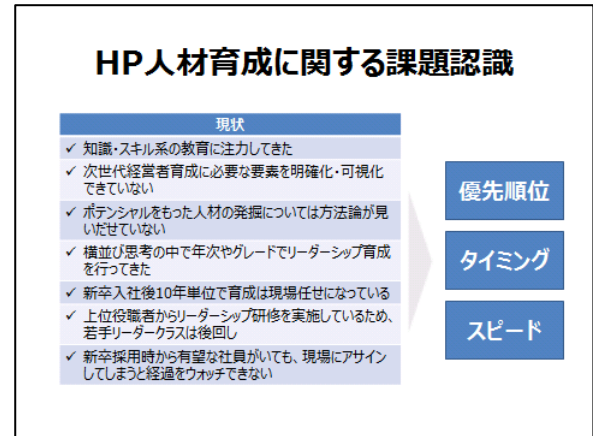 HP人材育成に関する課題認識
現状
✓ 知識・スキル系の教育に注力してきた
✓ 次世代経営者育成に必要な要素を明確化・可視化
できていない
✓ ポテンシャルをもった人材の発掘については方法論が見
いだせていない
✓ 横並び思考の中で年次やグレードでリーダーシップ育成
を行ってきた
✓ 新卒入社後10年単位で育成は現場任せになっている
✓ 上位役職者からリーダーシップ研修を実施しているため、
若手リーダークラスは後回し
✓ 新卒採用時から有望な社員がいても、現場にアサイン
してしまうと経過をウォッチできない
優先順位
タイミング
スピード